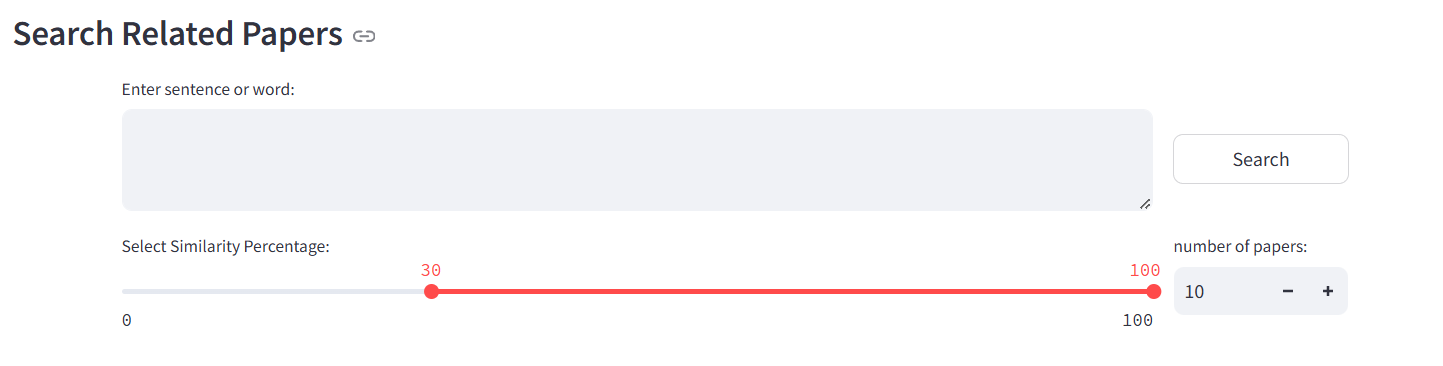 Search Related Papers
Enter sentence or word:
Search
Select Similarity Percentage:
number of papers:
30
100
10
0
100